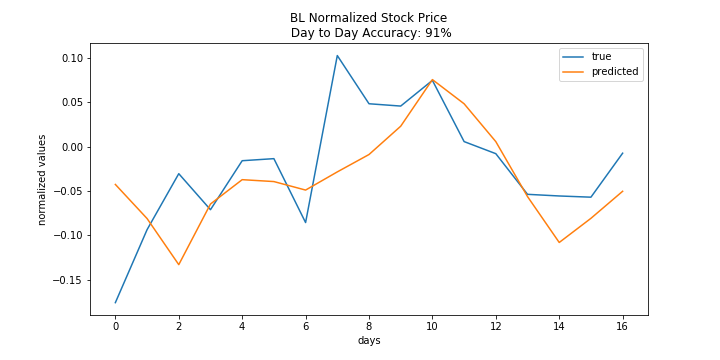 BL Normalized Stock Price
Day to Day Accuracy: 91%
true
predicted
normalized values
0.10
0.05
0.00
−0.05
−0.10
−0.15
0 2 4 6 8 10 12 14 16
days